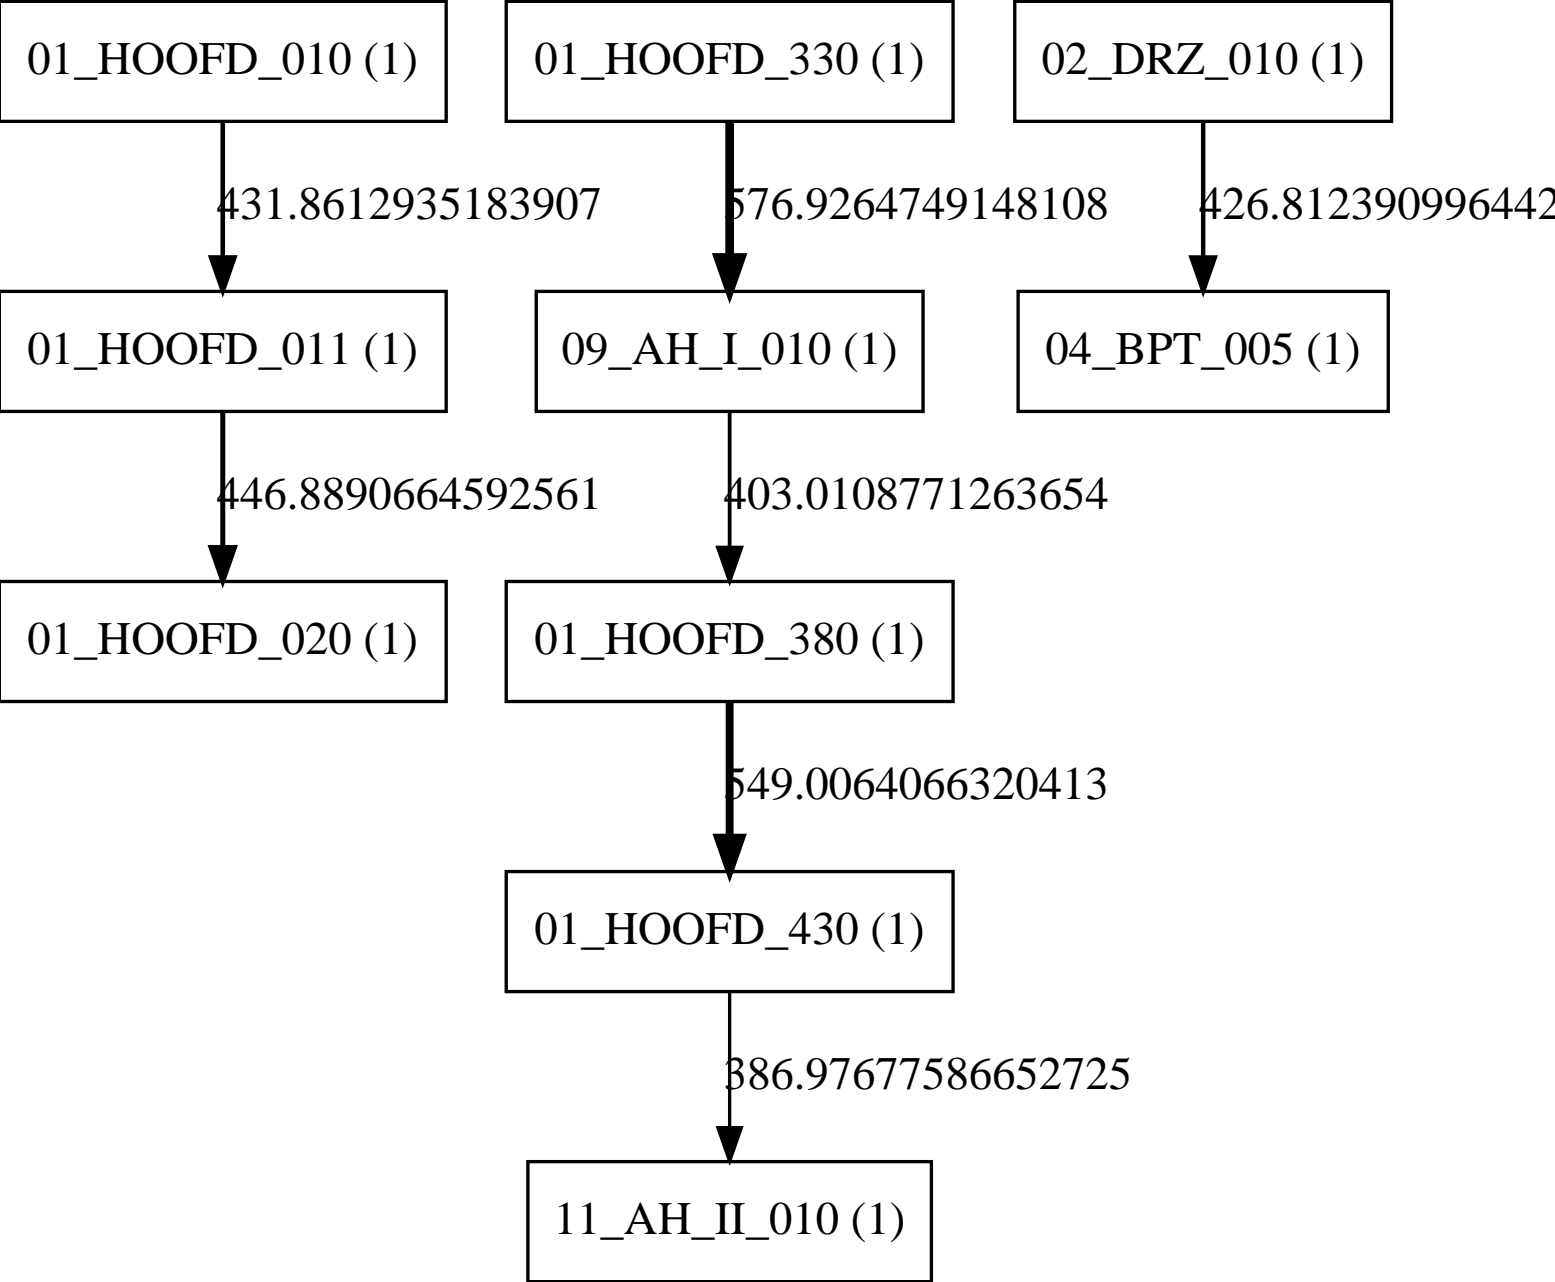 01_HOOFD_010 (1)
01_HOOFD_330 (1)
02_DRZ_010 (1)
431.8612935183907
576.9264749148108
426.812390996442
01_HOOFD_011 (1)
09_AH_I_010 (1)
04_BPT_005 (1)
446.8890664592561
403.0108771263654
01_HOOFD_020 (1)
01_HOOFD_380 (1)
549.0064066320413
01_HOOFD_430 (1)
386.97677586652725
11_AH_II_010 (1)